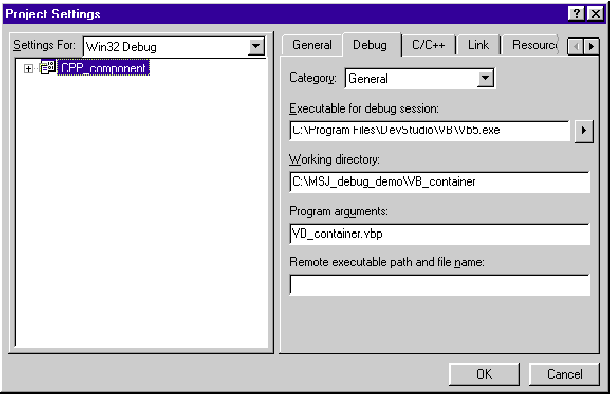 Project Settings
Settings For: Win32 Debug
CPP_component
General Debug C/C++ Link Resourc
Category: General
Executable for debug session:
C:\Program Files\DevStudio\VB\Vb5.exe
Working directory:
C:\MSJ_debug_demo\VB_container
Program arguments:
VB_container.vbp
Remote executable path and file name:
OK Cancel